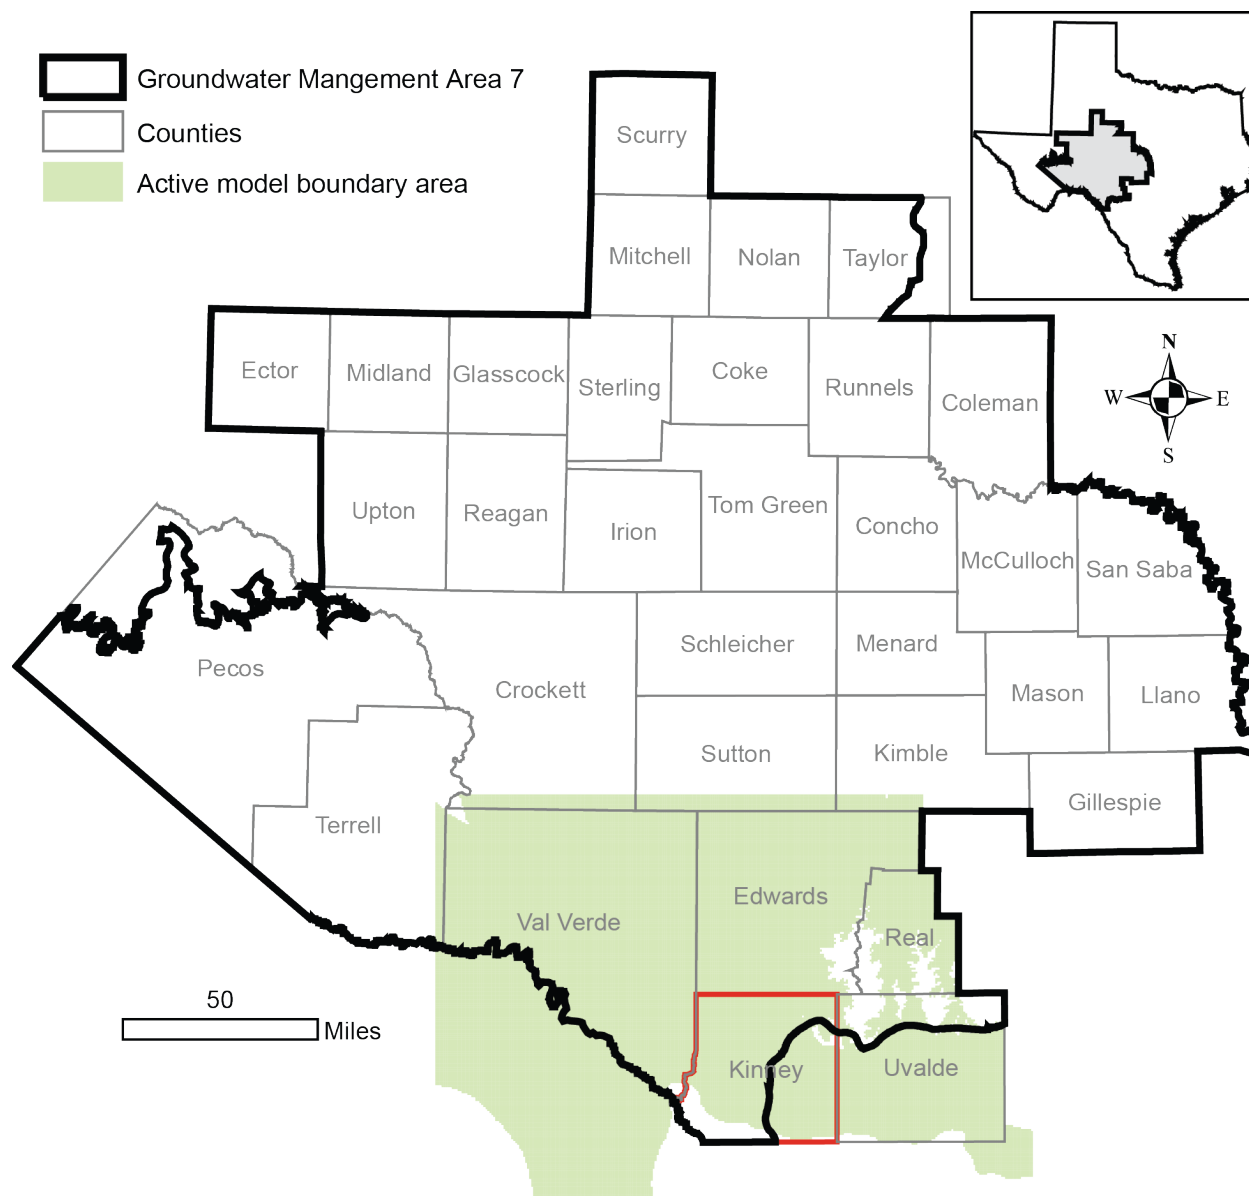 Groundwater Mangement Area 7
Counties
Active model boundary area
Scurry
Mitchell
Nolan
Taylor
Ector
Midland
Glasscock
Sterling
Coke
Runnels
Coleman
N
W
E
S
Upton
Reagan
Irion
Tom Green
Concho
McCulloch
San Saba
Pecos
Crockett
Schleicher
Menard
Mason
Llano
Sutton
Kimble
Gillespie
Terrell
Val Verde
Edwards
Real
Kinney
Uvalde
50
Miles